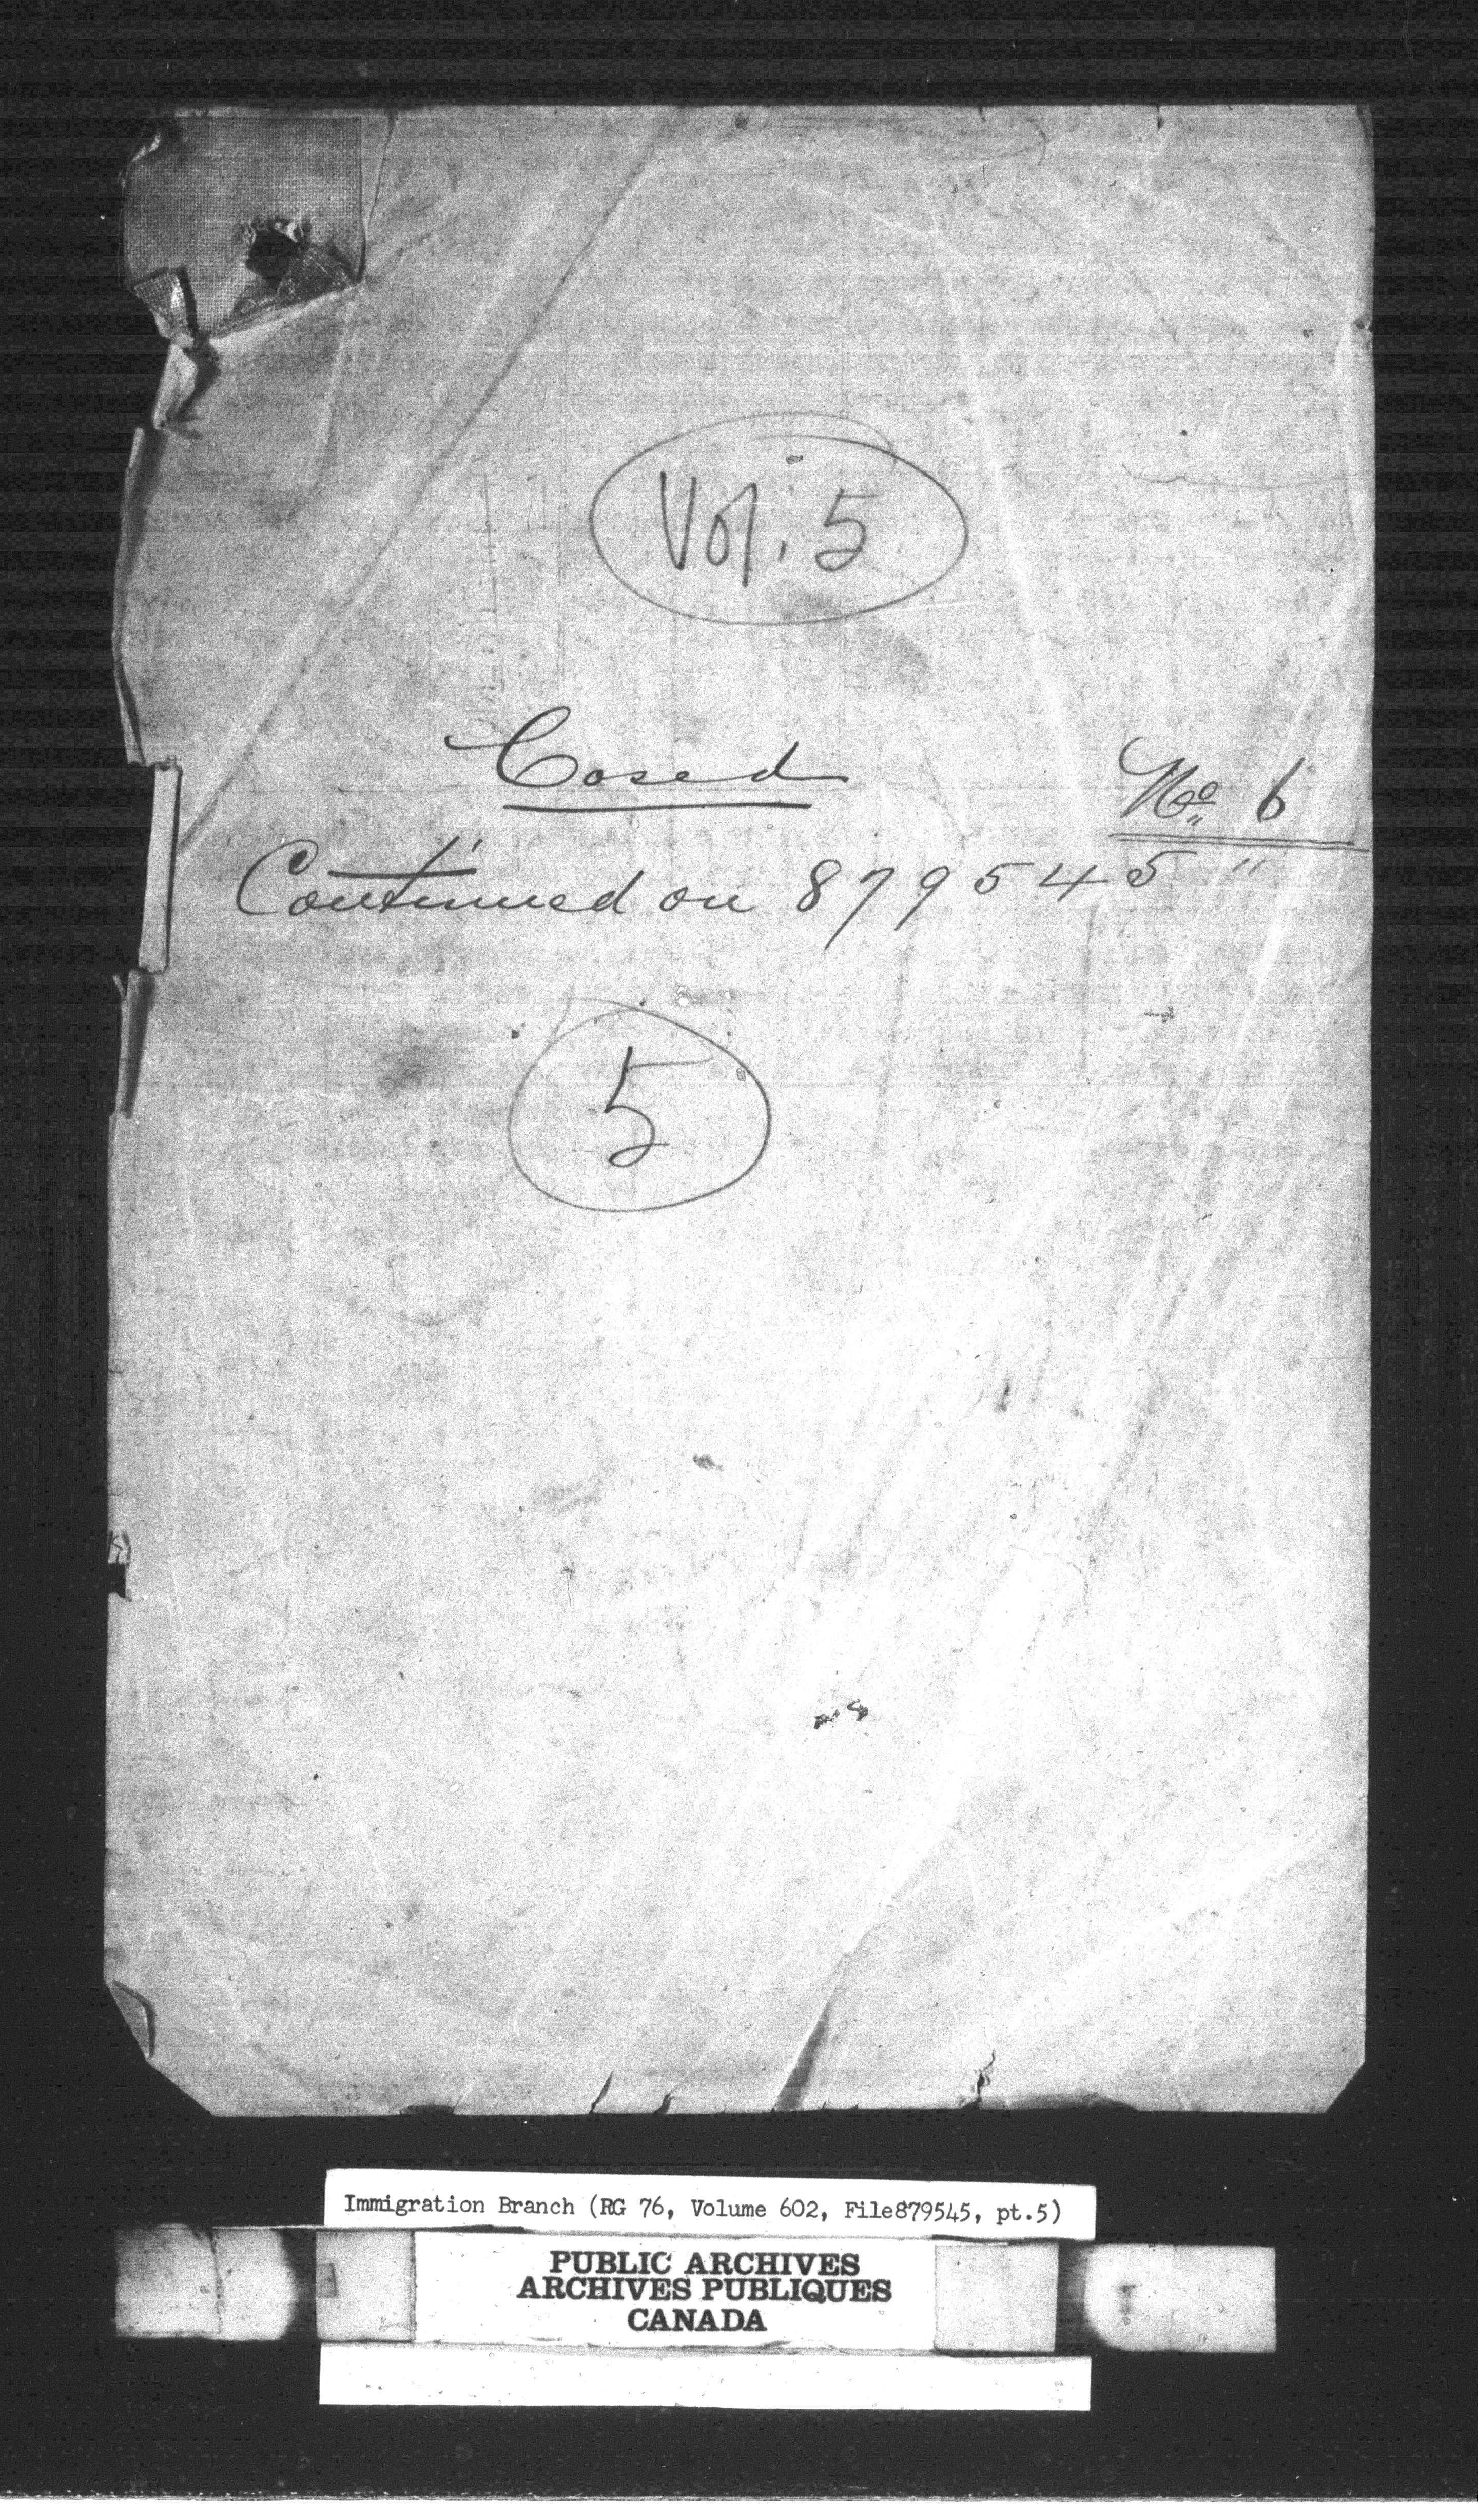 Vol. 5
Cosed
No 6
Continued on 879545 "
5
Immigration Branch (RG 76, Volume 602, File879545, pt.5)
PUBLIC ARCHIVES
ARCHIVES PUBLIQUES
CANADA